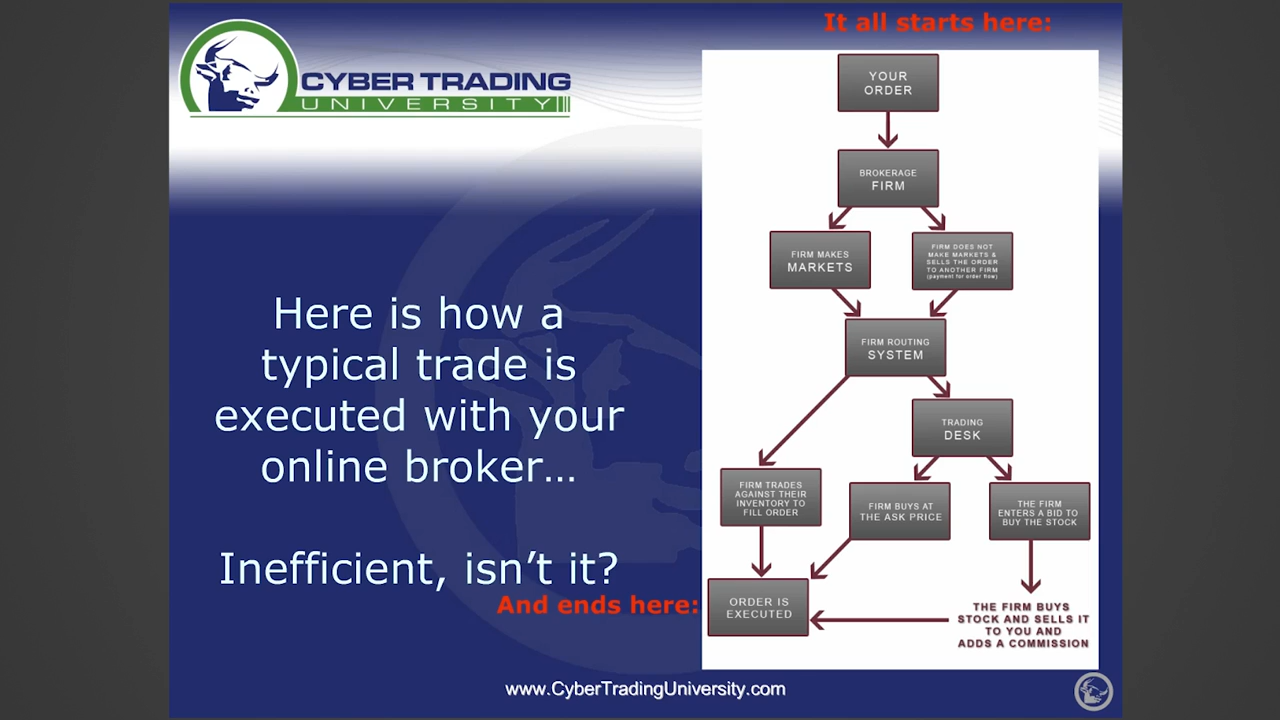 It all starts here:
CYBER TRADING
UNIVERSITY
YOUR
ORDER
BROKERAGE
FIRM
FIRM MAKES
MARKETS
FIRM DOES NOT
MAKE MARKETS &
SELLS THE ORDER
TO ANOTHER FIRM
(payment for order flow)
FIRM ROUTING
SYSTEM
TRADING
DESK
FIRM TRADES
AGAINST THEIR
INVENTORY TO
FILL ORDER
FIRM BUYS AT
THE ASK PRICE
THE FIRM
ENTERS A BID TO
BUY THE STOCK
ORDER IS
EXECUTED
THE FIRM BUYS
STOCK AND SELLS IT
TO YOU AND
ADDS A COMMISSION
Here is how a
typical trade is
executed with your
online broker…
Inefficient, isn’t it?
And ends here:
www.CyberTradingUniversity.com